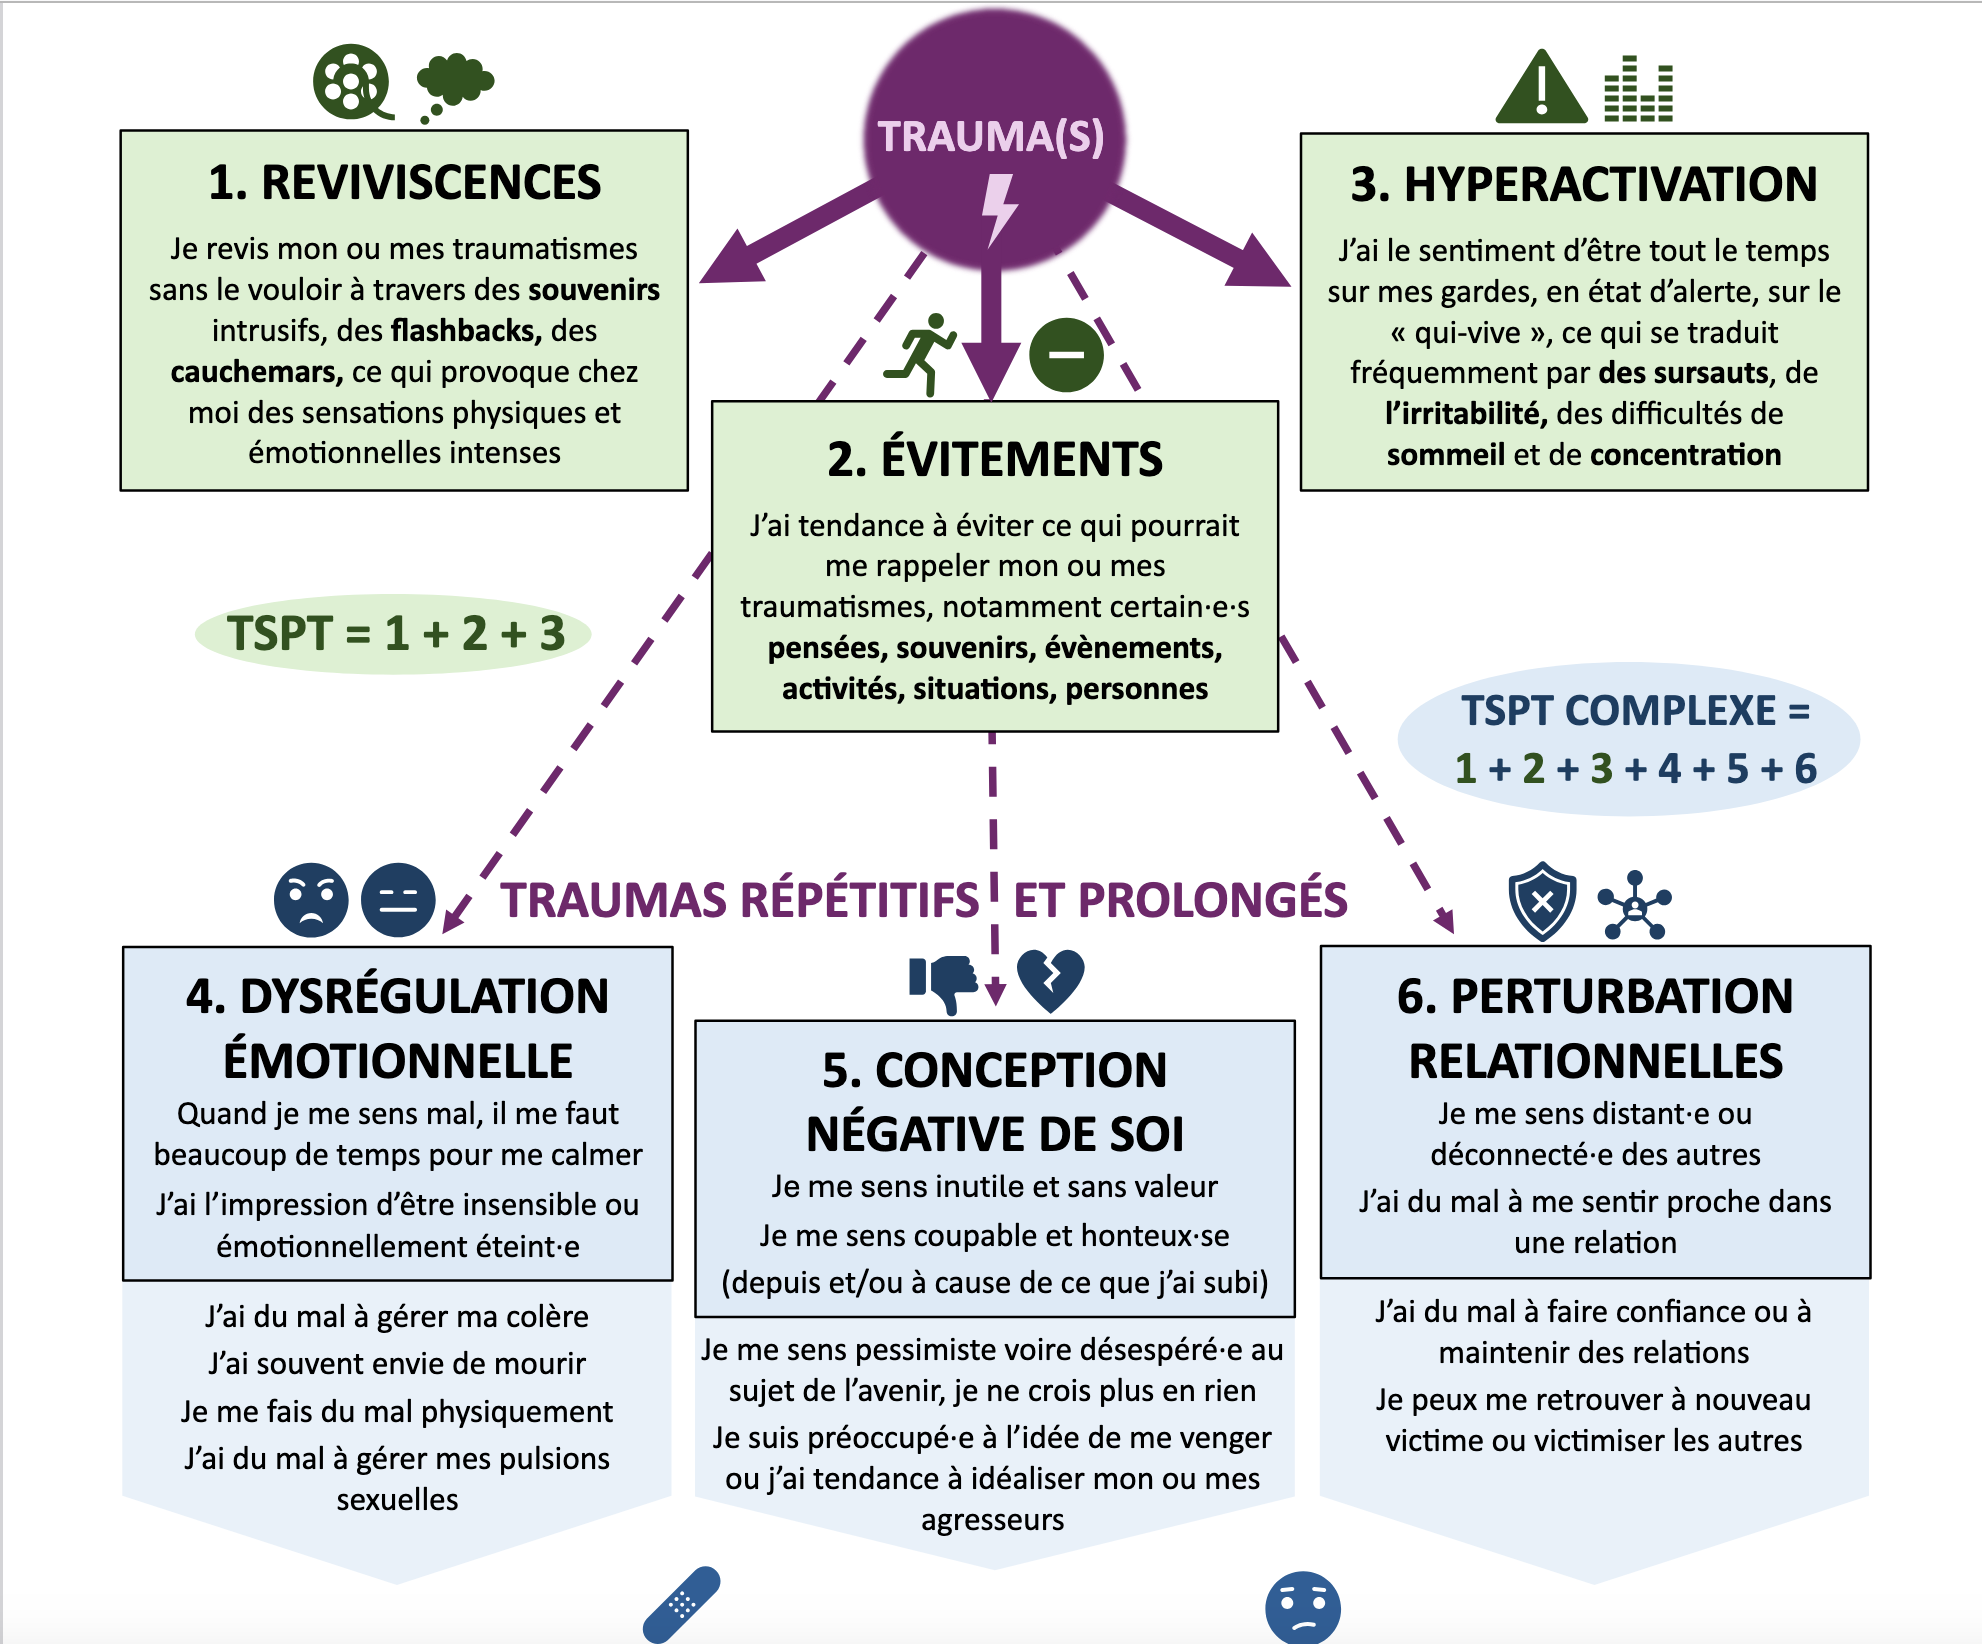 TRAUMA(S)
1. REVIVISCENCES
Je revis mon ou mes traumatismes
sans le vouloir à travers des souvenirs
intrusifs, des flashbacks, des
cauchemars, ce qui provoque chez
moi des sensations physiques et
émotionnelles intenses
2. ÉVITEMENTS
J’ai tendance à éviter ce qui pourrait
me rappeler mon ou mes
traumatismes, notamment certain·e·s
pensées, souvenirs, évènements,
activités, situations, personnes
3. HYPERACTIVATION
J’ai le sentiment d’être tout le temps
sur mes gardes, en état d’alerte, sur le
« qui-vive », ce qui se traduit
fréquemment par des sursauts, de
l’irritabilité, des difficultés de
sommeil et de concentration
TSPT = 1 + 2 + 3
TSPT COMPLEXE =
1 + 2 + 3 + 4 + 5 + 6
TRAUMAS RÉPÉTITIFS ET PROLONGÉS
4. DYSRÉGULATION
ÉMOTIONNELLE
Quand je me sens mal, il me faut
beaucoup de temps pour me calmer
J’ai l’impression d’être insensible ou
émotionnellement éteint·e
J’ai du mal à gérer ma colère
J’ai souvent envie de mourir
Je me fais du mal physiquement
J’ai du mal à gérer mes pulsions
sexuelles
5. CONCEPTION
NÉGATIVE DE SOI
Je me sens inutile et sans valeur
Je me sens coupable et honteux·se
(depuis et/ou à cause de ce que j’ai subi)
Je me sens pessimiste voire désespéré·e au
sujet de l’avenir, je ne crois plus en rien
Je suis préoccupé·e à l’idée de me venger
ou j’ai tendance à idéaliser mon ou mes
agresseurs
6. PERTURBATION
RELATIONNELLES
Je me sens distant·e ou
déconnecté·e des autres
J’ai du mal à me sentir proche dans
une relation
J’ai du mal à faire confiance ou à
maintenir des relations
Je peux me retrouver à nouveau
victime ou victimiser les autres